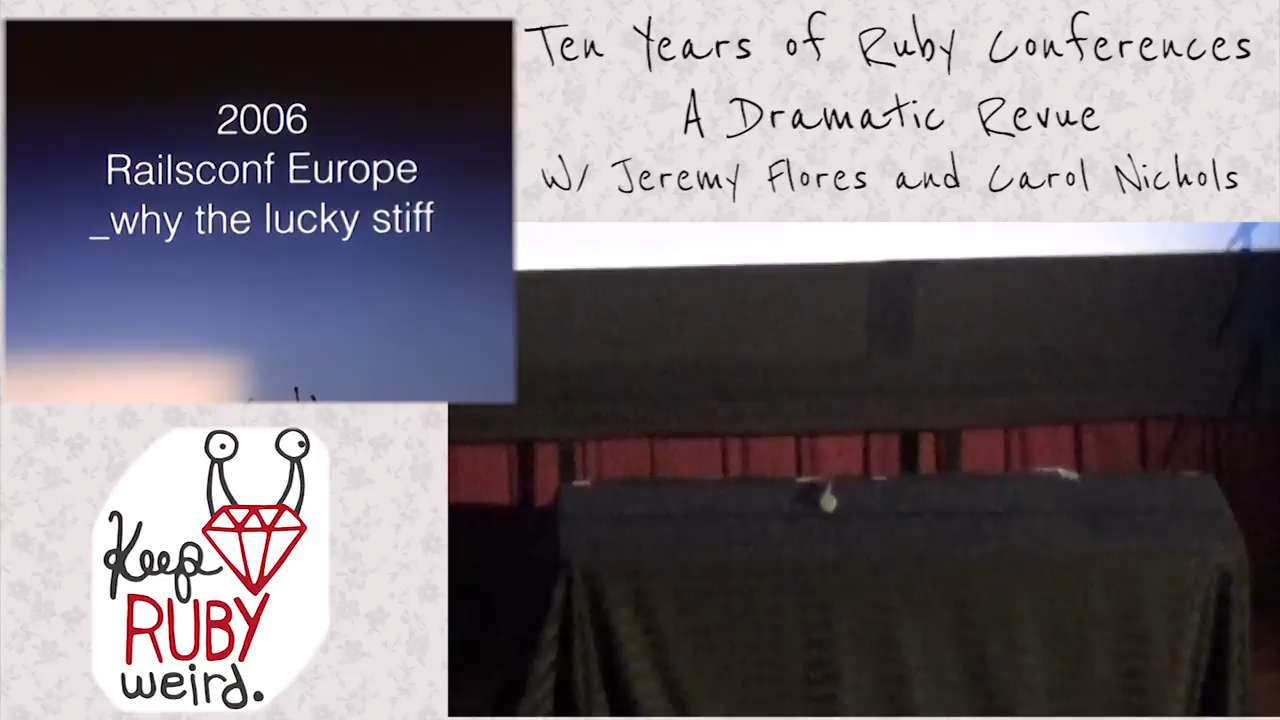 2006
Railsconf Europe
_why the lucky stiff
Ten Years of Ruby Conferences
A Dramatic Revue
W/ Jeremy Flores and Carol Nichols
Keep
RUBY
weird.